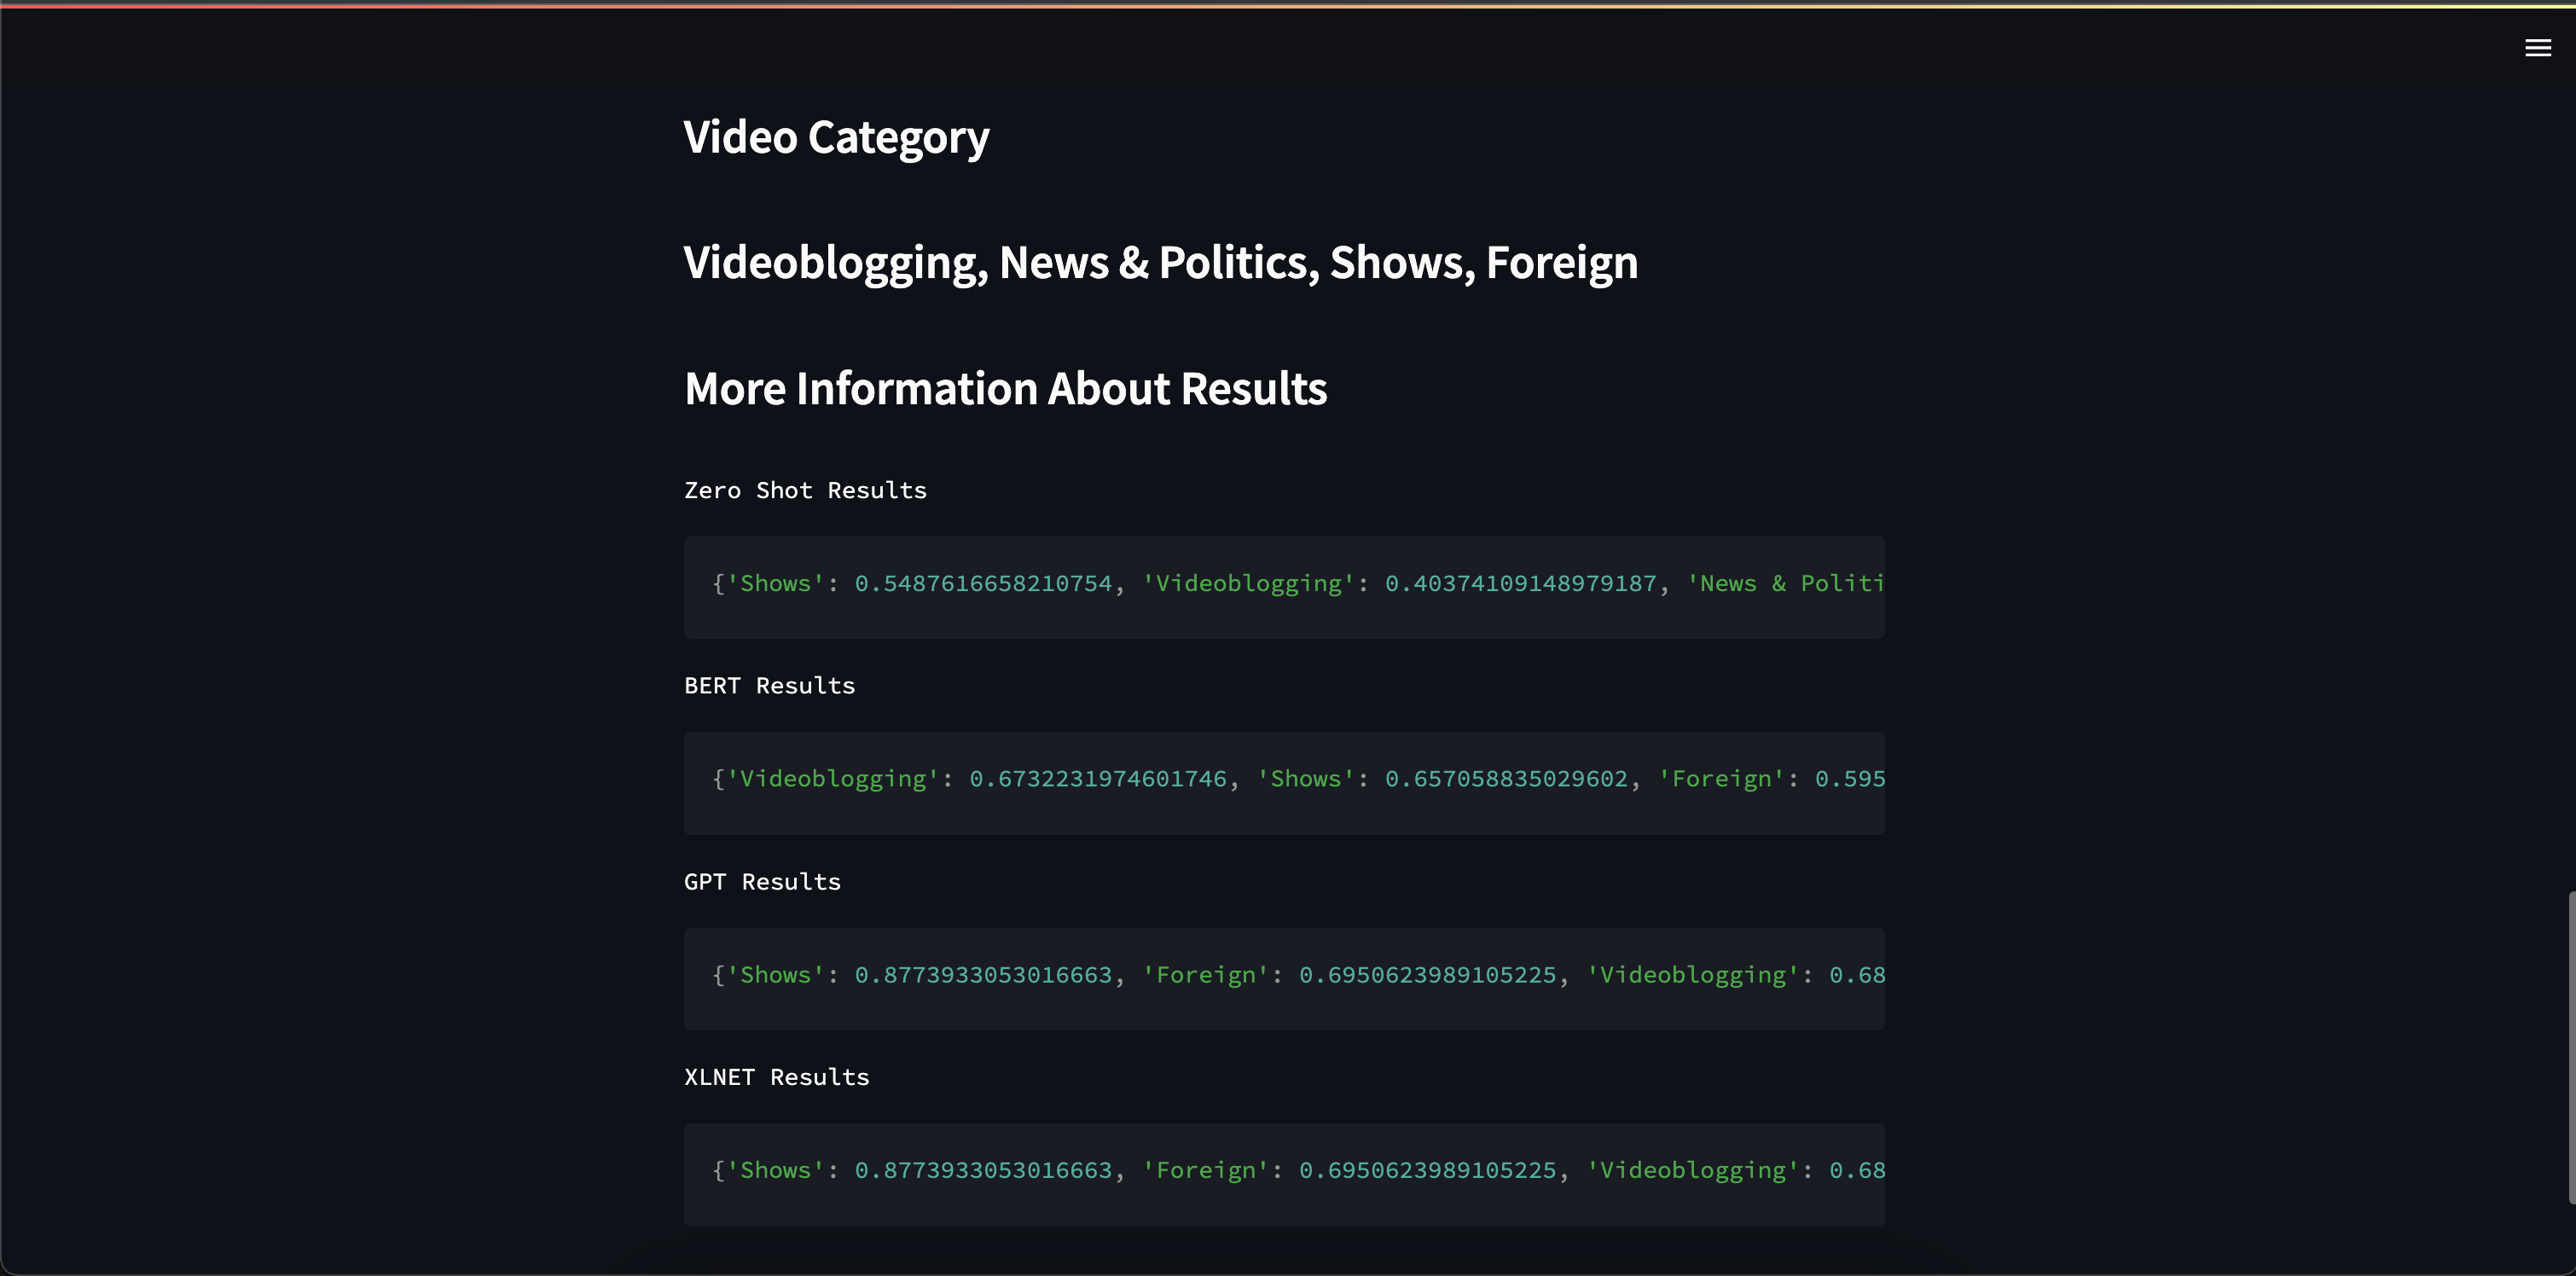 Video Category
Videoblogging, News & Politics, Shows, Foreign
More Information About Results
Zero Shot Results
{'Shows': 0.5487616658210754, 'Videoblogging': 0.40374109148979187, 'News & Politi
BERT Results
{'Videoblogging': 0.6732231974601746, 'Shows': 0.657058835029602, 'Foreign': 0.595
GPT Results
{'Shows': 0.8773933053016663, 'Foreign': 0.6950623989105225, 'Videoblogging': 0.68
XLNET Results
{'Shows': 0.8773933053016663, 'Foreign': 0.6950623989105225, 'Videoblogging': 0.68